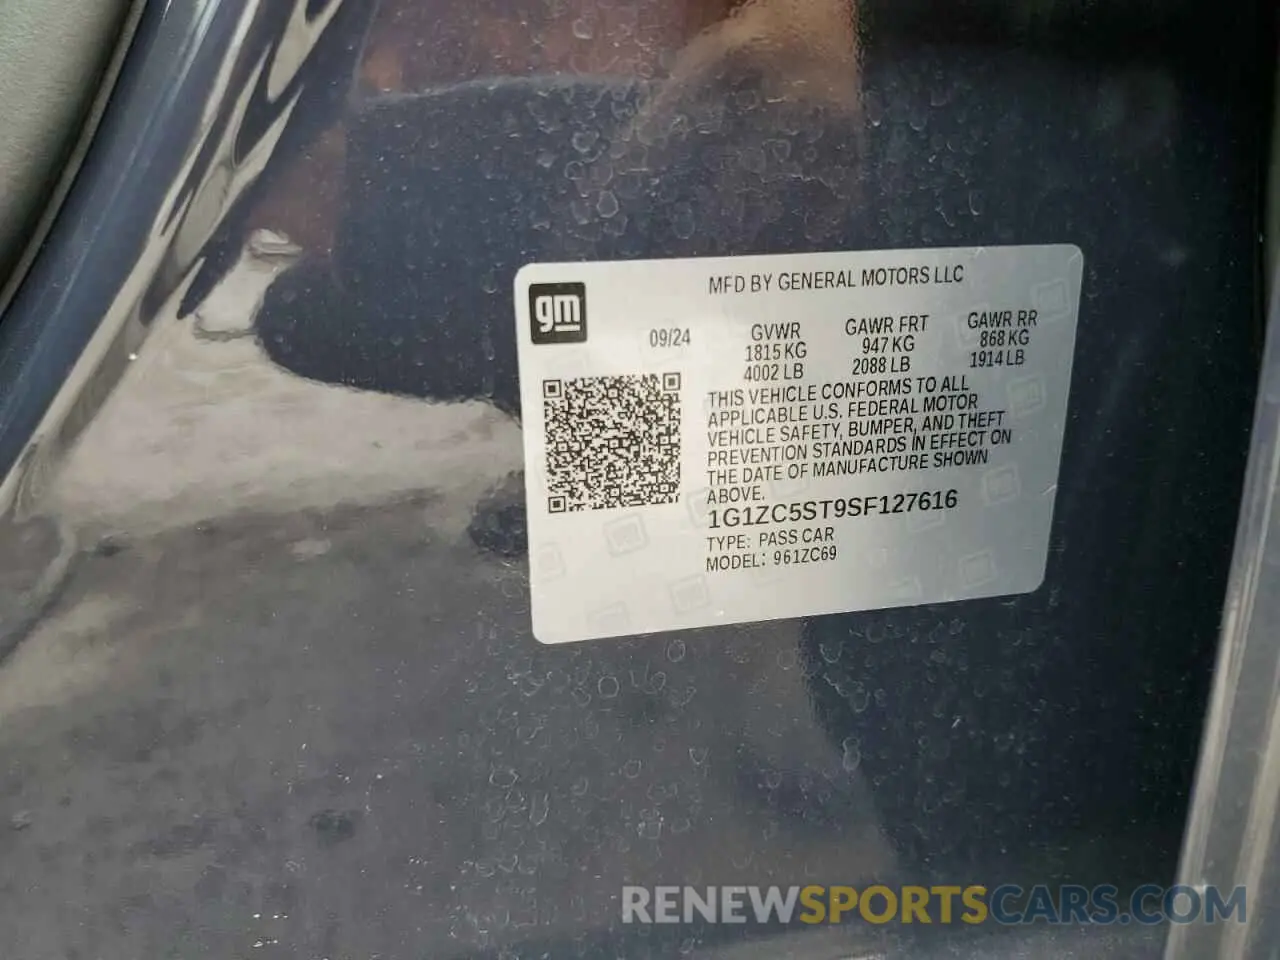 MFD BY GENERAL MOTORS LLC
gm
09/24
GVWR
1815 KG
4002 LB
GAWR FRT
947 KG
2088 LB
GAWR RR
868 KG
1914 LB
THIS VEHICLE CONFORMS TO ALL
APPLICABLE U.S. FEDERAL MOTOR
VEHICLE SAFETY, BUMPER, AND THEFT
PREVENTION STANDARDS IN EFFECT ON
THE DATE OF MANUFACTURE SHOWN
ABOVE.
1G1ZC5ST9SF127616
TYPE: PASS CAR
MODEL: 961ZC69
RENEWSPORTSCARS.COM